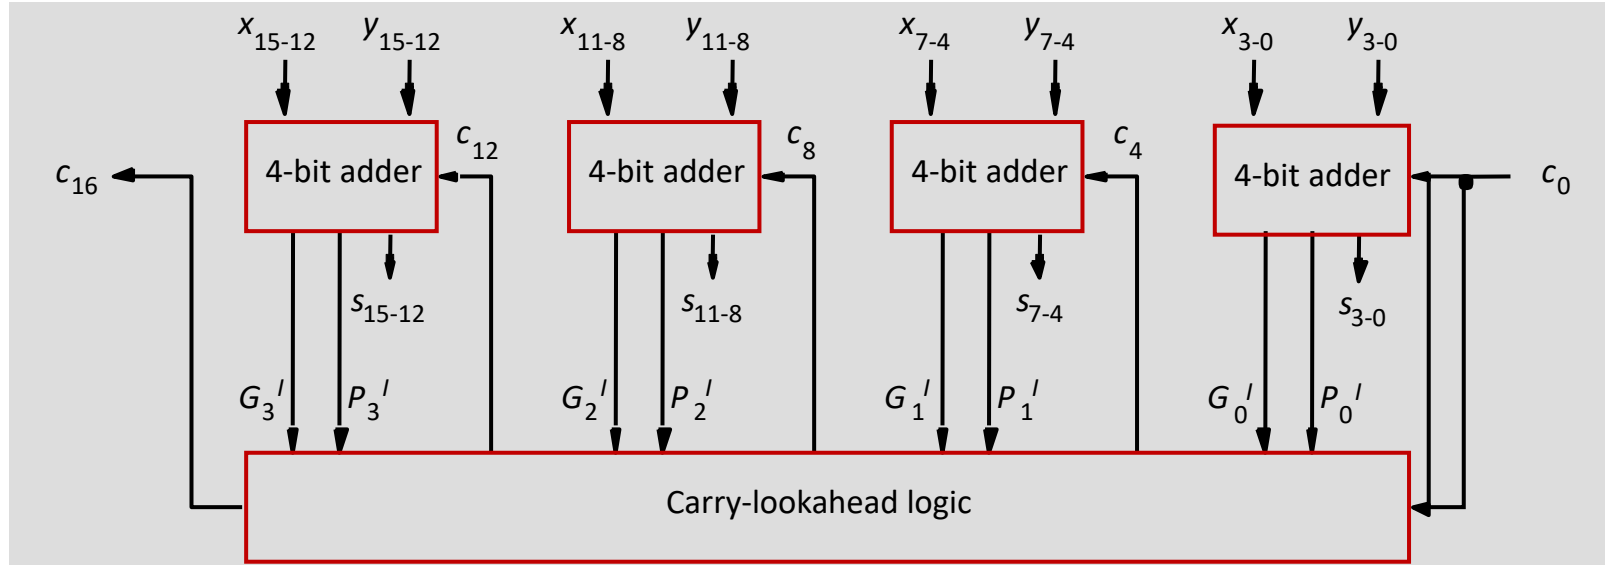 x15-12 y15-12 x11-8 y11-8 x7-4 y7-4 x3-0 y3-0
c12 c8 c4
c16 4-bit adder 4-bit adder 4-bit adder 4-bit adder c0
s15-12 s11-8 s7-4 s3-0
G3I P3I G2I P2I G1I P1I G0I P0I
Carry-lookahead logic